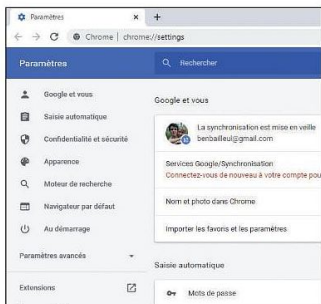 Paramètres
Chrome | chrome://settings
Paramètres
Rechercher
Google et vous
Saisie automatique
Confidentialité et sécurité
Apparence
Moteur de recherche
Navigateur par défaut
Au démarrage
Paramètres avancés
Extensions
Google et vous
La synchronisation est mise en veille
benbailleul@gmail.com
Services Google/Synchronisation
Connectez-vous de nouveau à votre compte pou
Nom et photo dans Chrome
Importer les favoris et les paramètres
Saisie automatique
Mots de passe